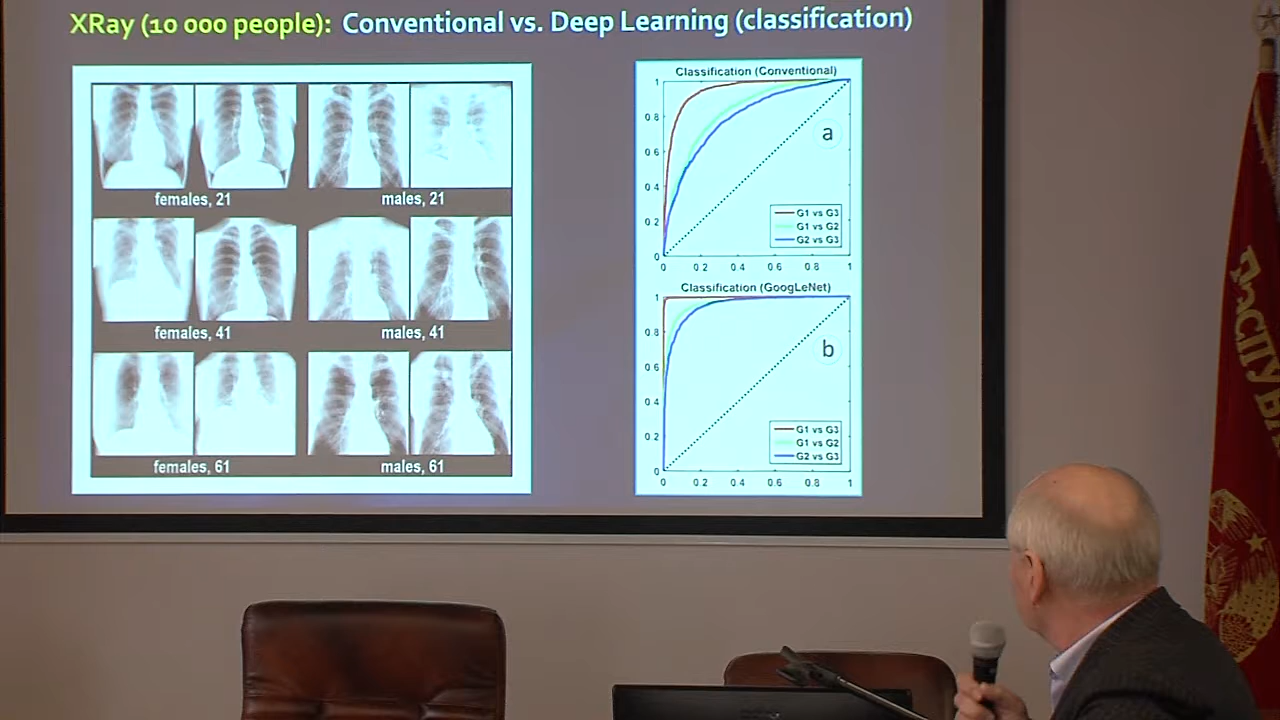 XRay (10 000 people): Conventional vs. Deep Learning (classification)
females, 21
males, 21
females, 41
males, 41
females, 61
males, 61
Classification (Conventional)
1
0 8
0 6
0 4
0 2
0
a
G1 vs G3
G1 vs G2
G2 vs G3
0 0 2 0 4 0 6 0 8 1
Classification (GoogLeNet)
1
0 8
0 6
0 4
0 2
0
b
G1 vs G3
G1 vs G2
G2 vs G3
0 0 2 0 4 0 6 0 8 1